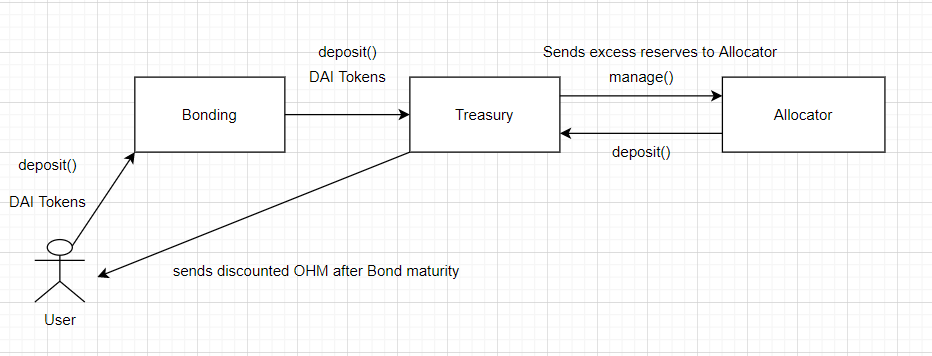 deposit()
DAI Tokens
Sends excess reserves to Allocator
manage()
Bonding
Treasury
Allocator
deposit()
deposit()
DAI Tokens
sends discounted OHM after Bond maturity
User